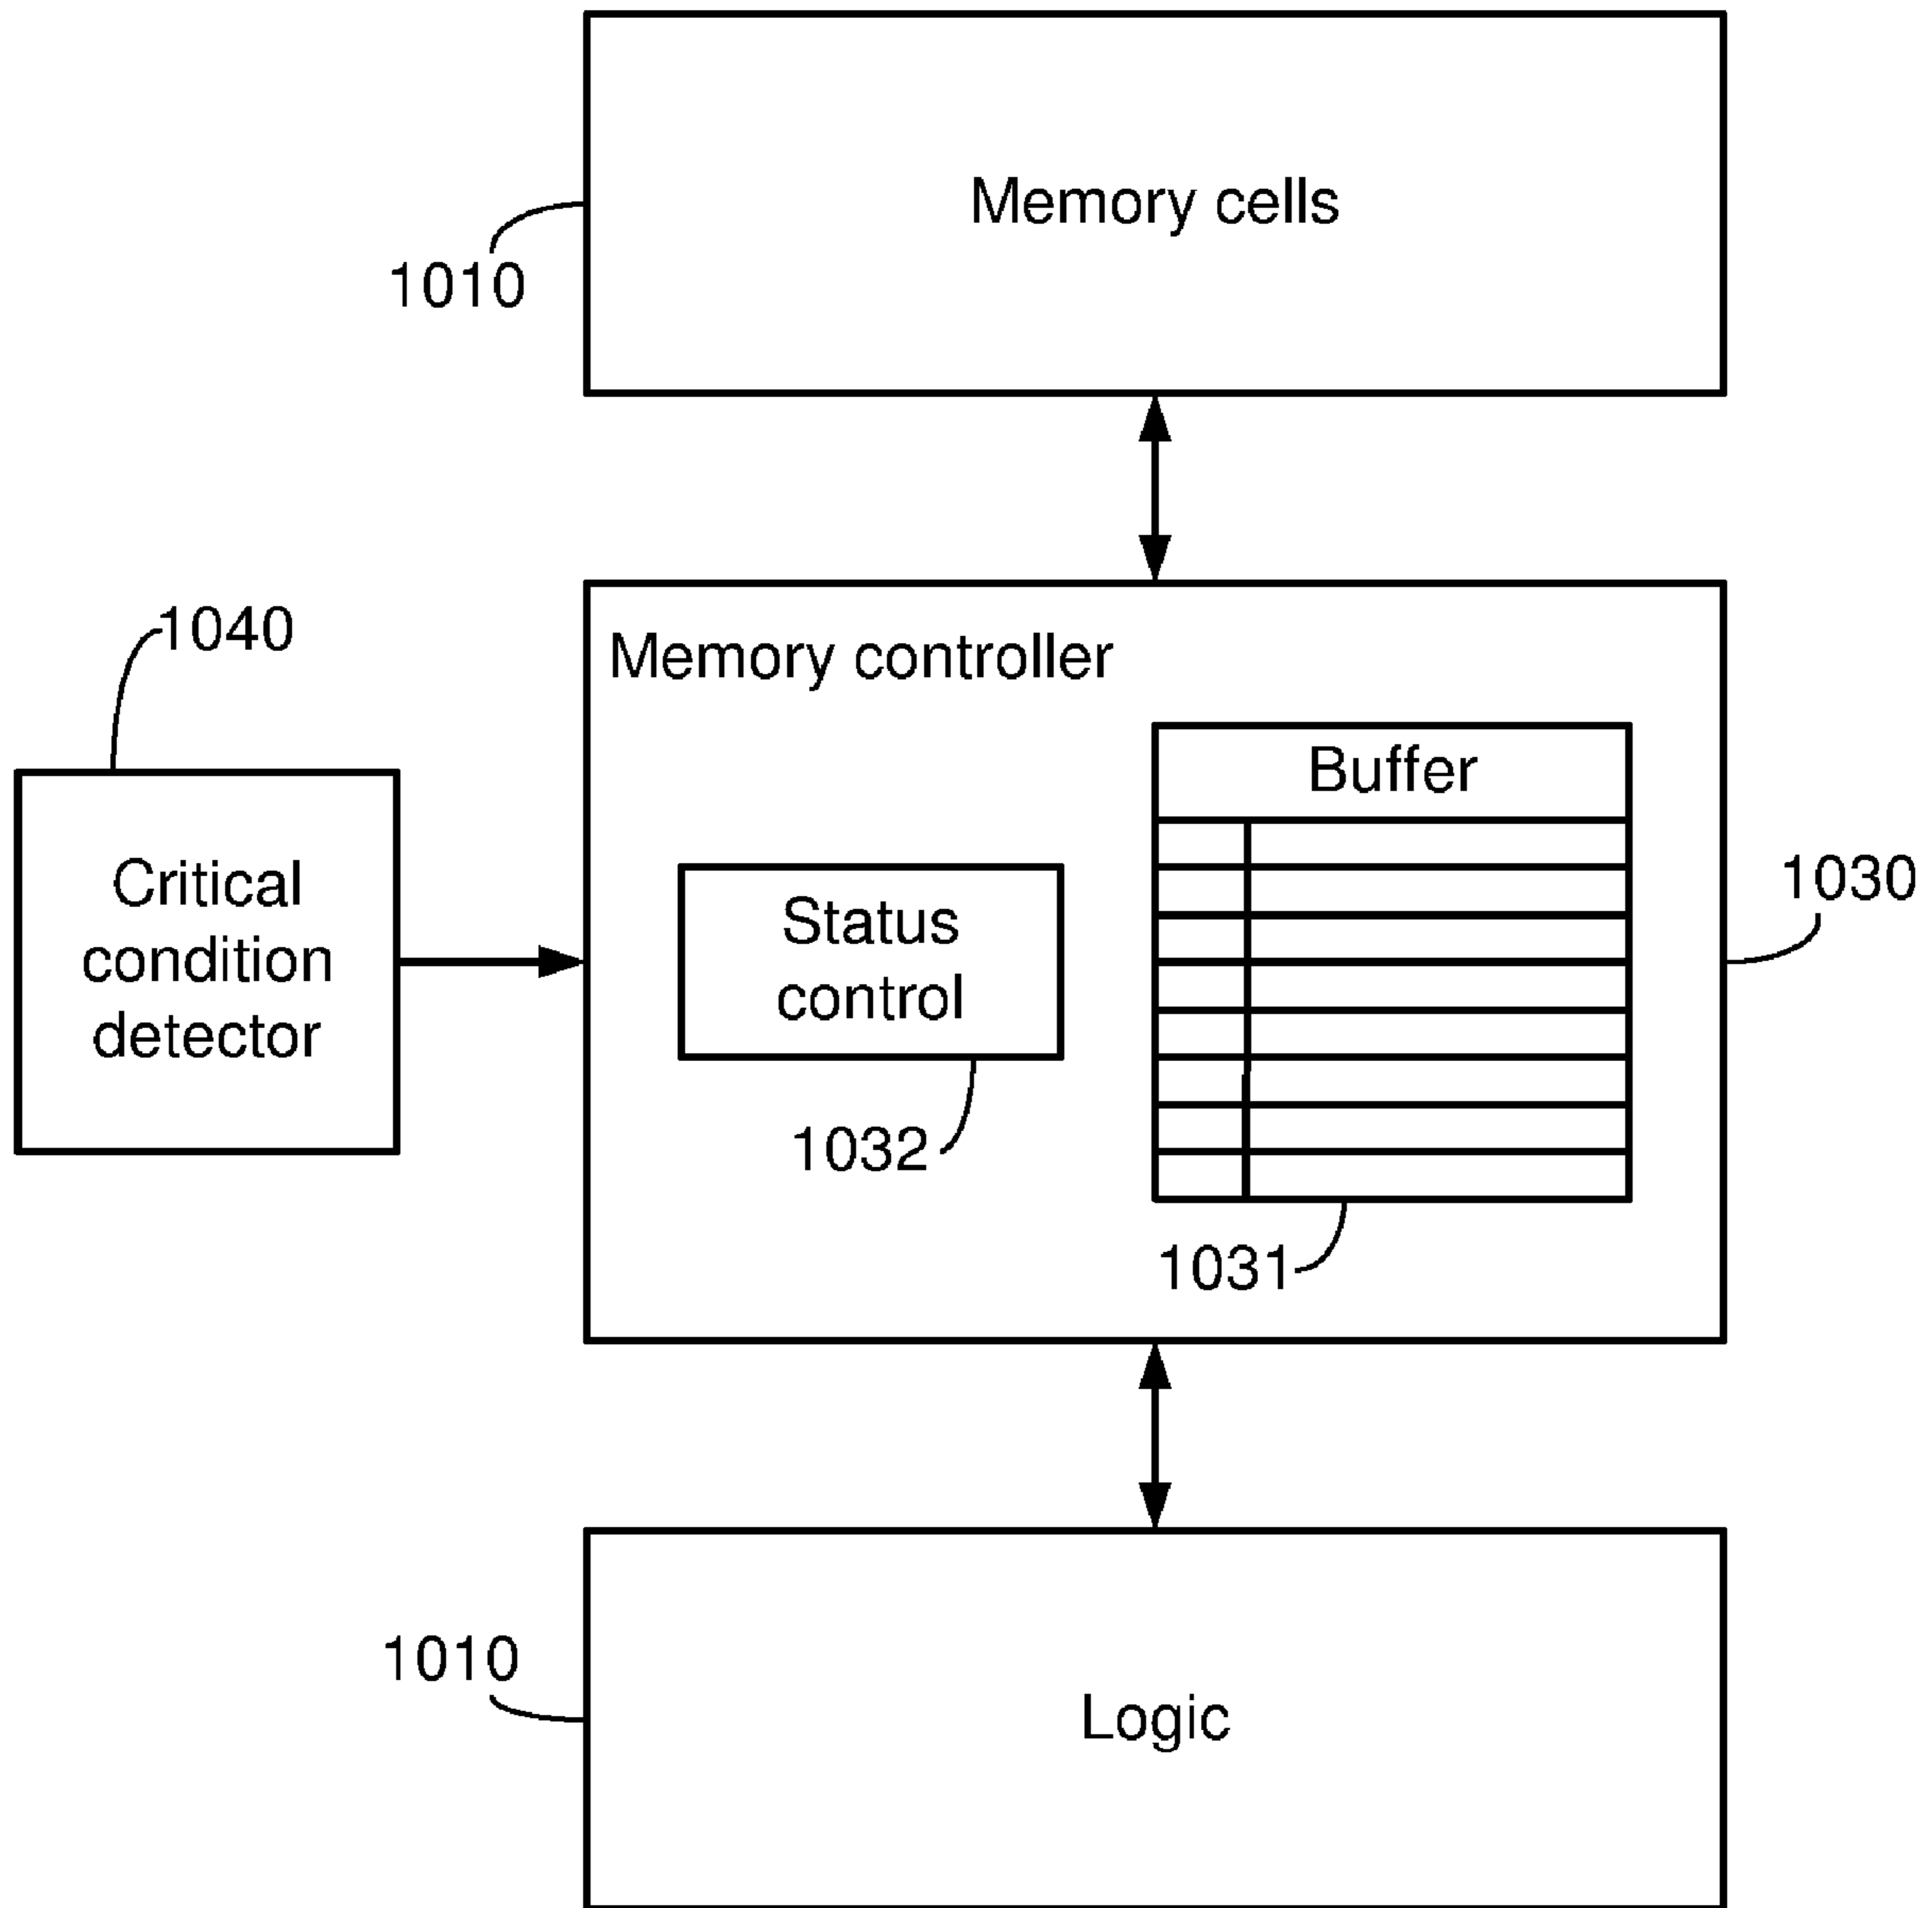 Memory cells
1010
1040
Memory controller
Buffer
Critical
condition
detector
Status
control
1030
1032
1031
1010
Logic